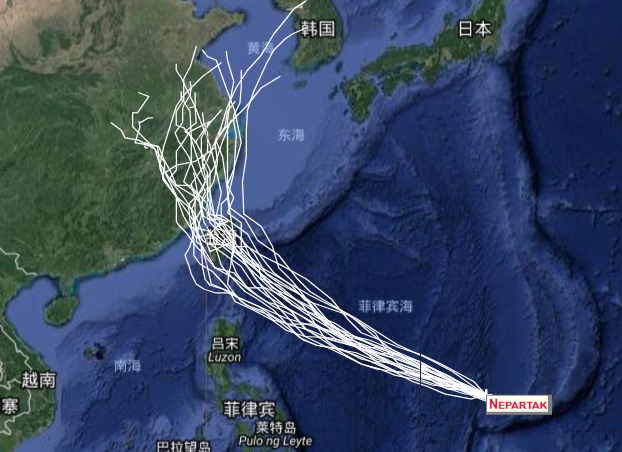 韩国
日本
黄海
东海
菲律宾海
吕宋
Luzon
南海
越南
寨
菲律宾
莱特岛
Pulo ng Leyte
巴拉望岛
NEPARTAK